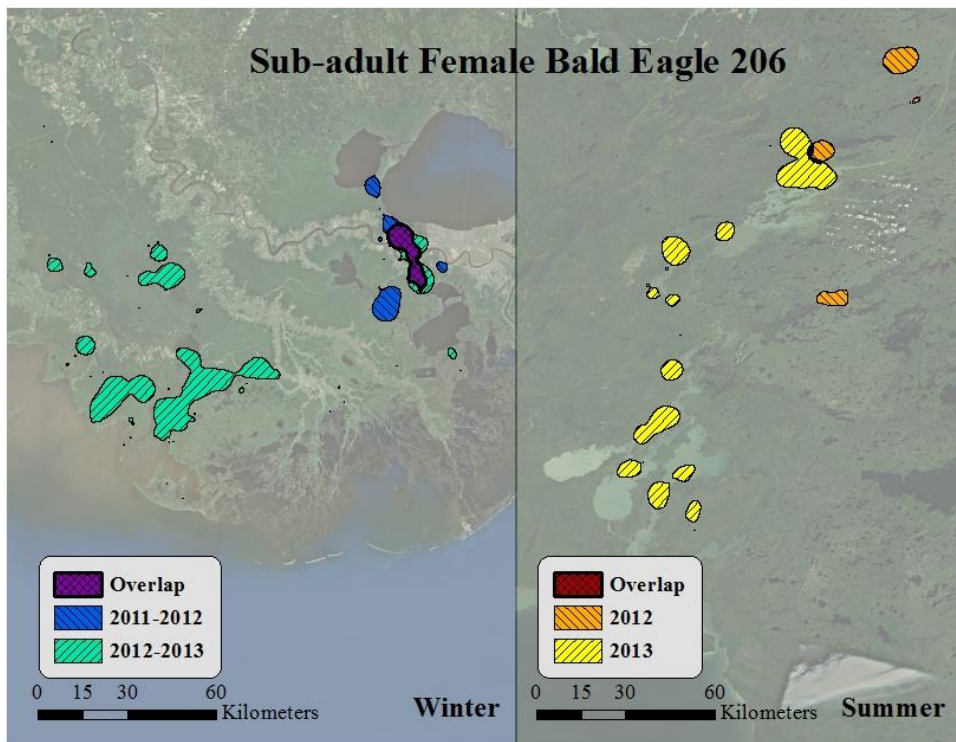 Sub-adult Female Bald Eagle 206
Overlap
2011-2012
2012-2013
0 15 30 60
Kilometers
Winter
Overlap
2012
2013
0 15 30 60
Kilometers
Summer